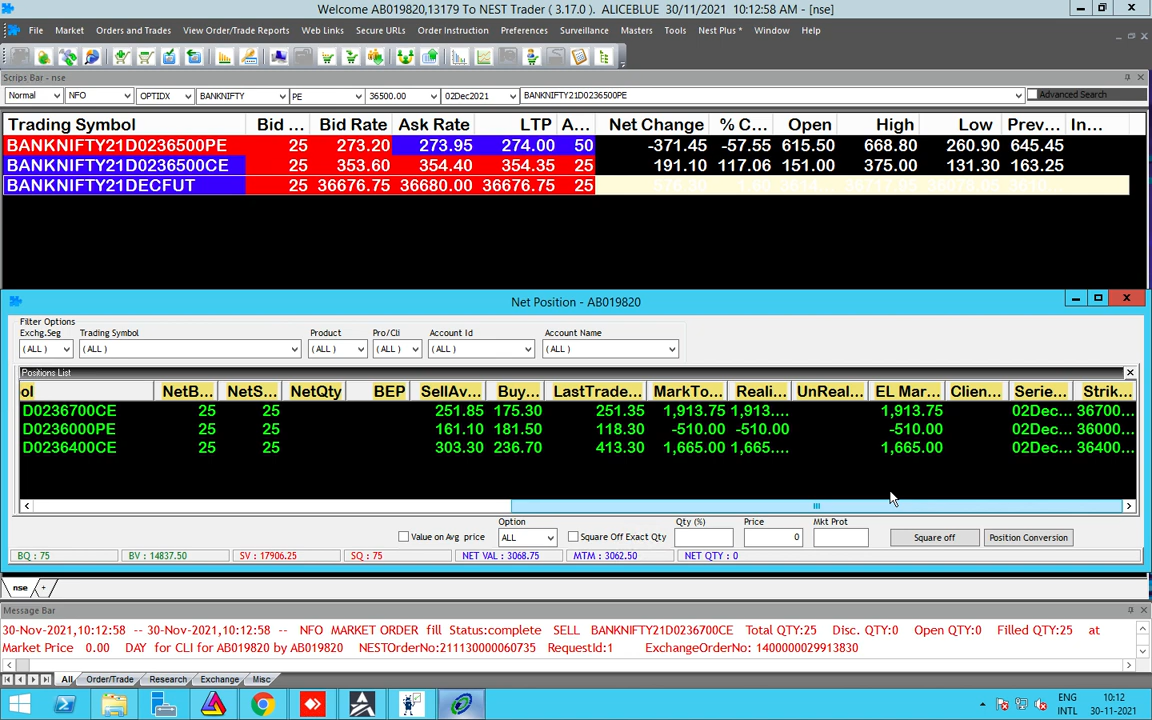 Welcome AB019820,13179 To NEST Trader ( 3.17.0 ). ALICEBLUE 30/11/2021 10:12:58 AM - [nse]
File Market Orders and Trades View Order/Trade Reports Web Links Secure URLs Order Instruction Preferences Surveillance Masters Tools Nest Plus * Window Help
Scrips Bar - nse
Normal NFO OPTIDX BANKNIFTY PE 36500.00 02Dec2021 BANKNIFTY21D0236500PE Advanced Search
Trading Symbol Bid ... Bid Rate Ask Rate LTP A... Net Change % C... Open High Low Prev... In...
BANKNIFTY21D0236500PE 25 273.20 273.95 274.00 50 -371.45 -57.55 615.50 668.80 260.90 645.45
BANKNIFTY21D0236500CE 25 353.60 354.40 354.35 25 191.10 117.06 151.00 375.00 131.30 163.25
BANKNIFTY21DECFUT 25 36676.75 36680.00 36676.75 25
Net Position - AB019820
Filter Options
Exchg.Seg Trading Symbol Product Pro/Cli Account Id Account Name
(ALL ) (ALL ) (ALL ) (ALL ) (ALL ) (ALL )
Positions List
ol NetB... NetS... NetQty BEP SellAv... Buy... LastTrade... MarkTo... Reali... UnReal... EL Mar... Clien... Serie... Strik...
D0236700CE 25 25 251.85 175.30 251.35 1,913.75 1,913.... 1,913.75 02Dec... 36700...
D0236000PE 25 25 161.10 181.50 118.30 -510.00 -510.00 -510.00 02Dec... 36000...
D0236400CE 25 25 303.30 236.70 413.30 1,665.00 1,665.... 1,665.00 02Dec... 36400...
Option Qty (%) Price Mkt Prot
Value on Avg price ALL Square Off Exact Qty 0 Square off Position Conversion
BQ : 75 BV : 14837.50 SV : 17906.25 SQ : 75 NET VAL : 3068.75 MTM : 3062.50 NET QTY : 0
nse +
Message Bar
30-Nov-2021,10:12:58 -- 30-Nov-2021,10:12:58 -- NFO MARKET ORDER fill Status:complete SELL BANKNIFTY21D0236700CE Total QTY:25 Disc. QTY:0 Open QTY:0 Filled QTY:25 at
Market Price 0.00 DAY for CLI for AB019820 by AB019820 NESTOrderNo:211130000060735 RequestId:1 ExchangeOrderNo: 1400000029913830
All Order/Trade Research Exchange Misc
ENG 10:12
INTL 30-11-2021